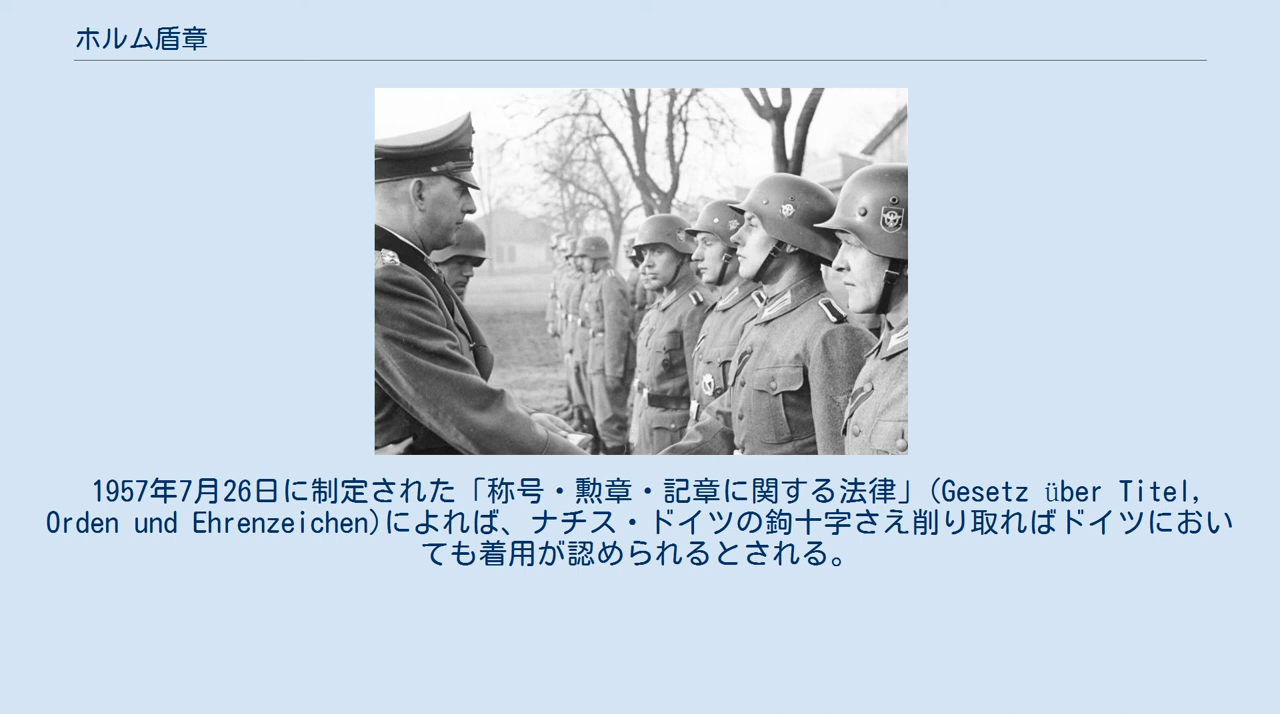 ホルム盾章
1957年7月26日に制定された「称号・勲章・記章に関する法律」(Gesetz über Titel,
Orden und Ehrenzeichen)によれば、ナチス・ドイツの鉤十字さえ削り取ればドイツにおい
ても着用が認められるとされる。